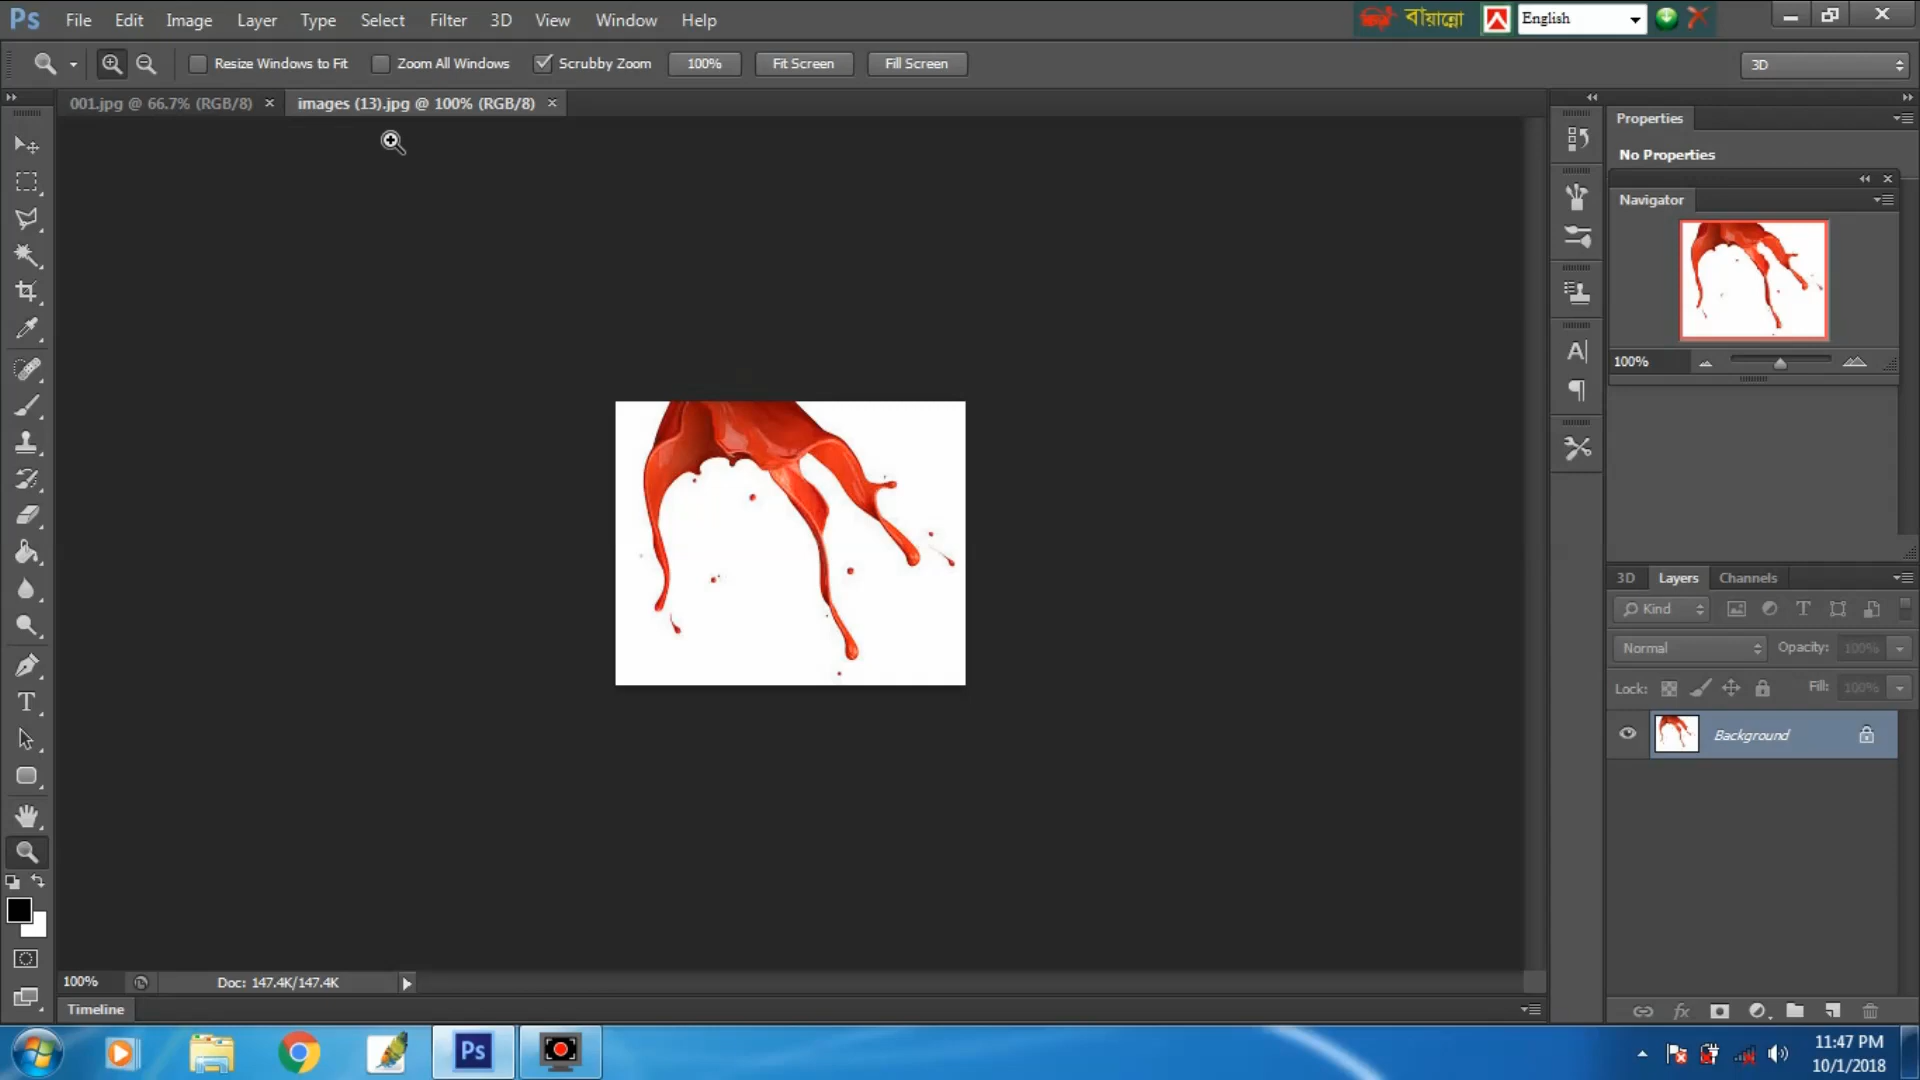 Ps File Edit Image Layer Type Select Filter 3D View Window Help বায়ান্নো English
Resize Windows to Fit Zoom All Windows Scrubby Zoom 100% Fit Screen Fill Screen 3D
001.jpg @ 66.7% (RGB/8) × images (13).jpg @ 100% (RGB/8) ×
Properties
No Properties
Navigator
100%
3D Layers Channels
Kind
Normal Opacity: 100%
Lock: Fill: 100%
Background
100% Doc: 147.4K/147.4K
Timeline
Ps
11:47 PM
10/1/2018